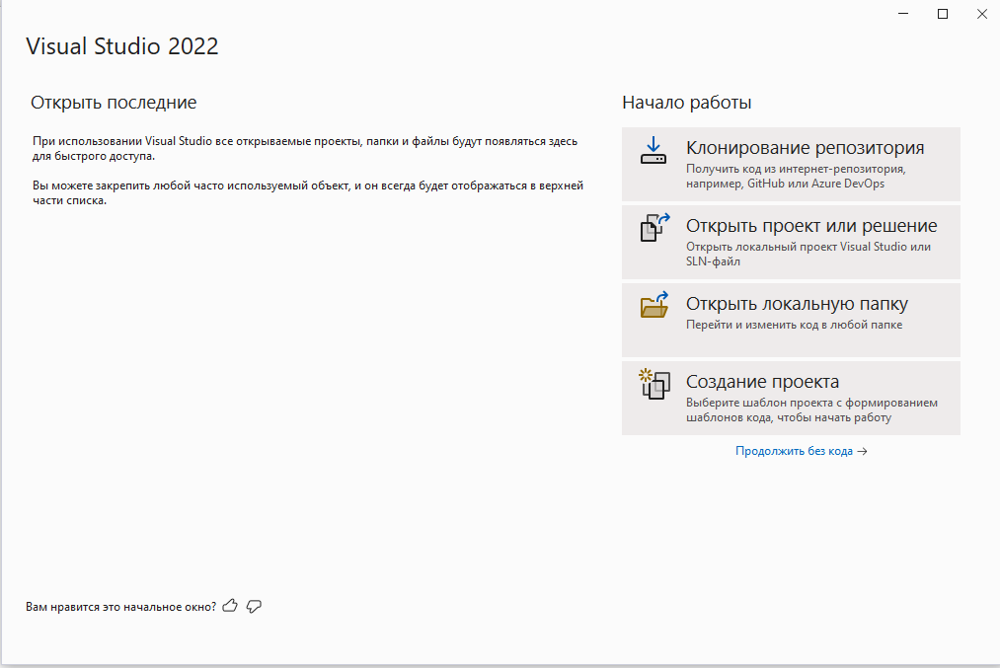 Visual Studio 2022
Открыть последние
При использовании Visual Studio все открываемые проекты, папки и файлы будут появляться здесь
для быстрого доступа.
Вы можете закрепить любой часто используемый объект, и он всегда будет отображаться в верхней
части списка.
Начало работы
Клонирование репозитория
Получить код из интернет-репозитория,
например, GitHub или Azure DevOps
Открыть проект или решение
Открыть локальный проект Visual Studio или
SLN-файл
Открыть локальную папку
Перейти и изменить код в любой папке
Создание проекта
Выберите шаблон проекта с формированием
шаблонов кода, чтобы начать работу
Продолжить без кода →
Вам нравится это начальное окно?